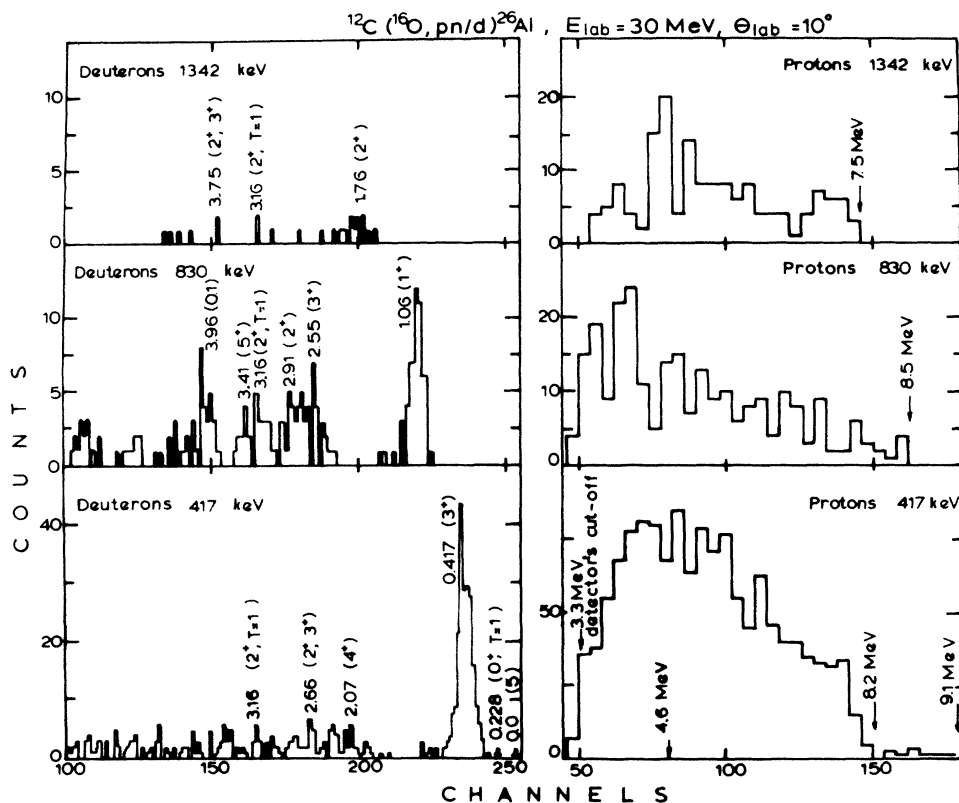 ¹²C (¹⁶O, pn/d) ²⁶Al , Elab = 30 MeV, Θlab = 10°
COUNTS
Deuterons 1342 keV
10
5
0
3.75 (2⁺, 3⁺)
3.16 (2⁺, T=1)
1.76 (2⁺)
Protons 1342 keV
20
10
0
7.5 MeV
Deuterons 830 keV
10
5
0
3.96 (0.1)
3.41 (5⁺)
3.16 (2⁺, T=1)
2.91 (2⁺)
2.55 (3⁺)
1.06 (1⁺)
Protons 830 keV
20
10
0
8.5 MeV
Deuterons 417 keV
40
20
0
3.16 (2⁺, T=1)
2.66 (2⁺, 3⁺)
2.07 (4⁺)
0.417 (3⁺)
0.228 (0⁺, T=1)
0.0 (5)
Protons 417 keV
50
0
3.3 MeV
detectors cut-off
4.6 MeV
8.2 MeV
9.1 MeV
100 150 200 250
50 100 150
CHANNELS